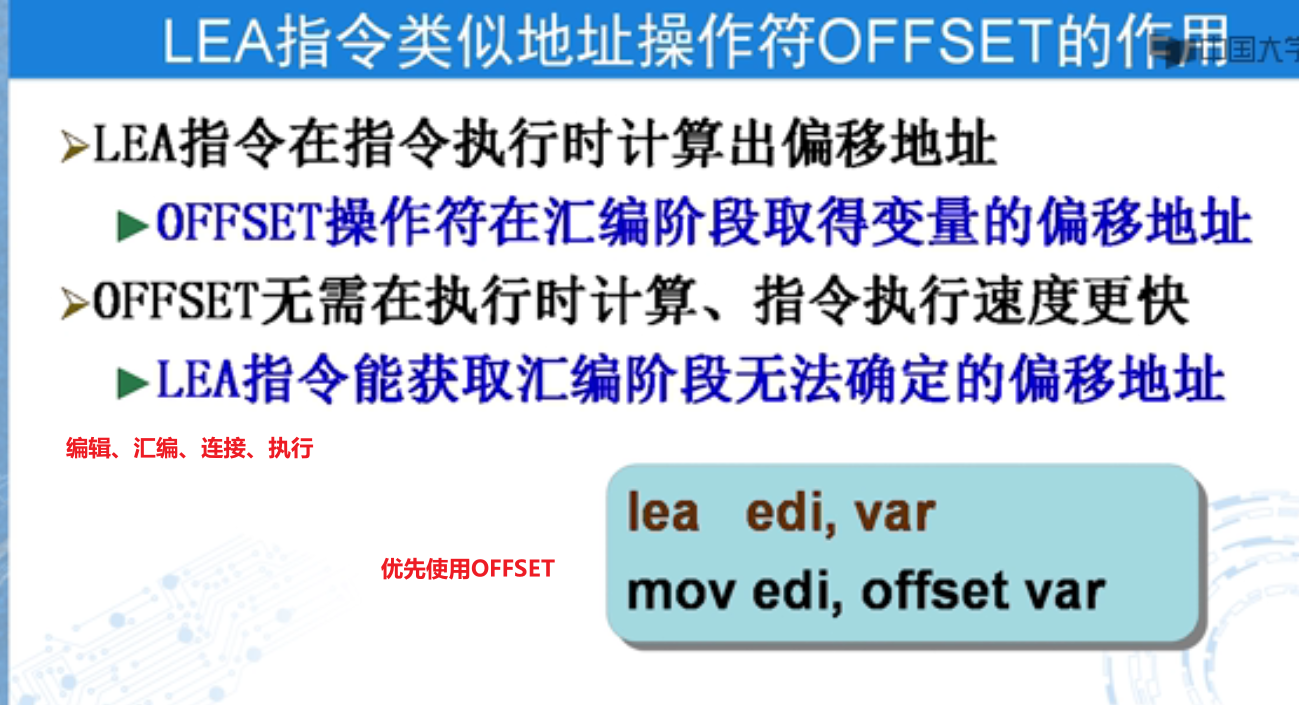 LEA指令类似地址操作符OFFSET的作用
中国大学
LEA指令在指令执行时计算出偏移地址
OFFSET操作符在汇编阶段取得变量的偏移地址
OFFSET无需在执行时计算、指令执行速度更快
LEA指令能获取汇编阶段无法确定的偏移地址
编辑、汇编、连接、执行
lea edi, var
优先使用OFFSET
mov edi, offset var